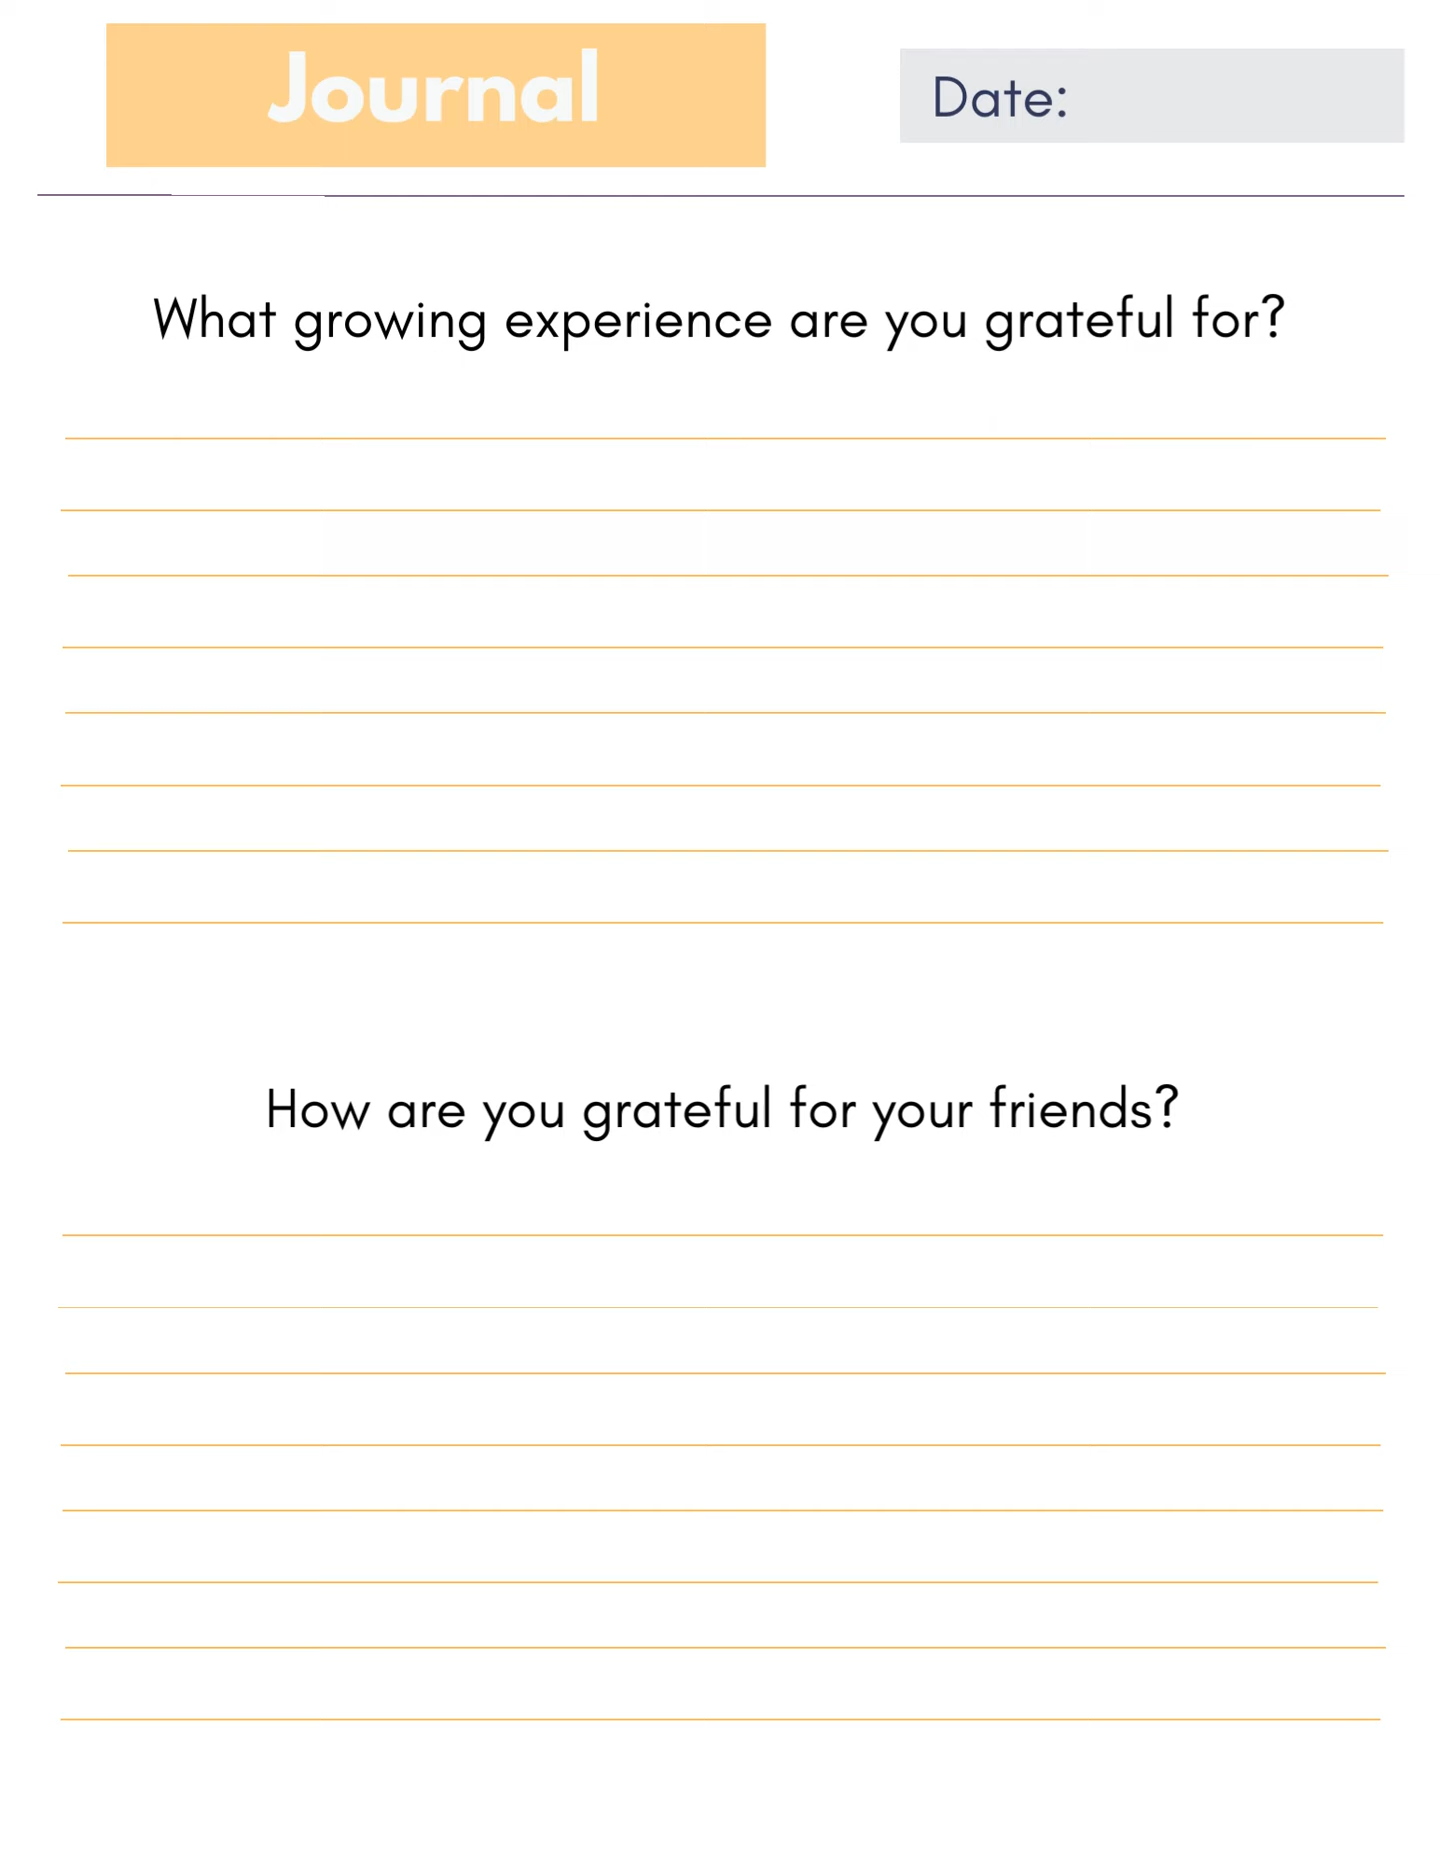 Journal
Date:
What growing experience are you grateful for?
How are you grateful for your friends?